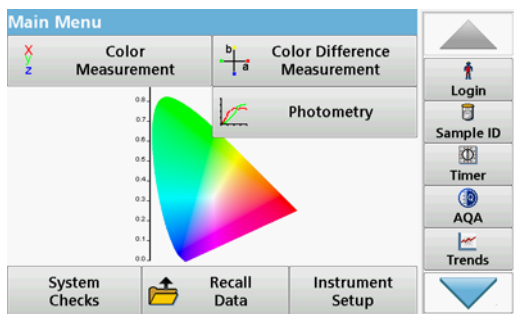 Main Menu
X
y
z
Color
Measurement
b
a
Color Difference
Measurement
Photometry
0.8
0.7
0.6
0.5
0.4
0.3
0.2
0.1
0.0
System
Checks
Recall
Data
Instrument
Setup
Login
Sample ID
Timer
AQA
Trends